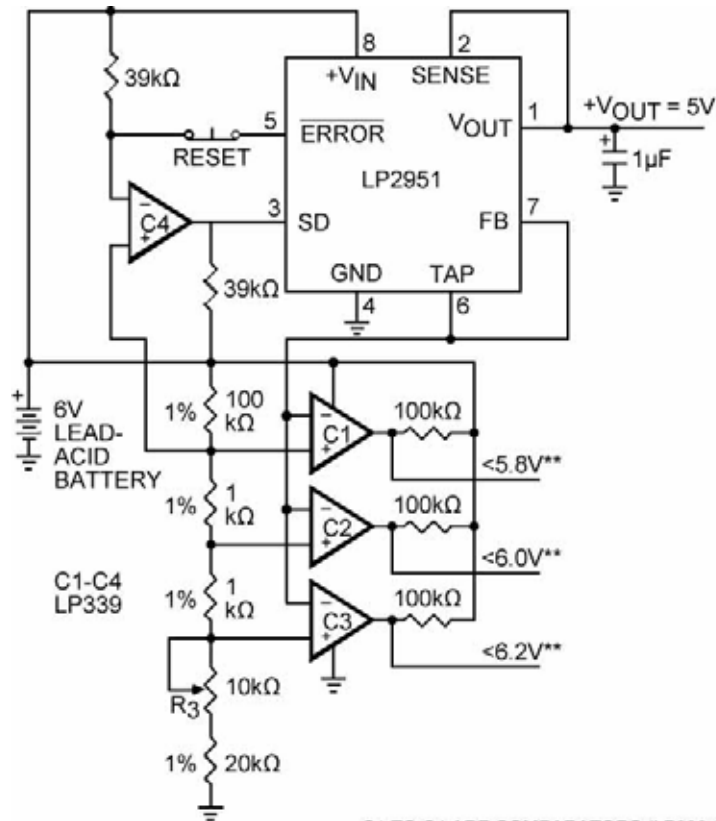 39kΩ
8
+VIN
2
SENSE
1
VOUT
+VOUT = 5V
+
1µF
5
ERROR
RESET
LP2951
−
C4
+
3
SD
7
FB
39kΩ
GND
4
TAP
6
+
6V
LEAD-
ACID
BATTERY
1%
100
kΩ
−
C1
+
100kΩ
<5.8V**
1%
1
kΩ
−
C2
+
100kΩ
<6.0V**
C1-C4
LP339
1%
1
kΩ
−
C3
+
100kΩ
<6.2V**
R3
10kΩ
1%
20kΩ